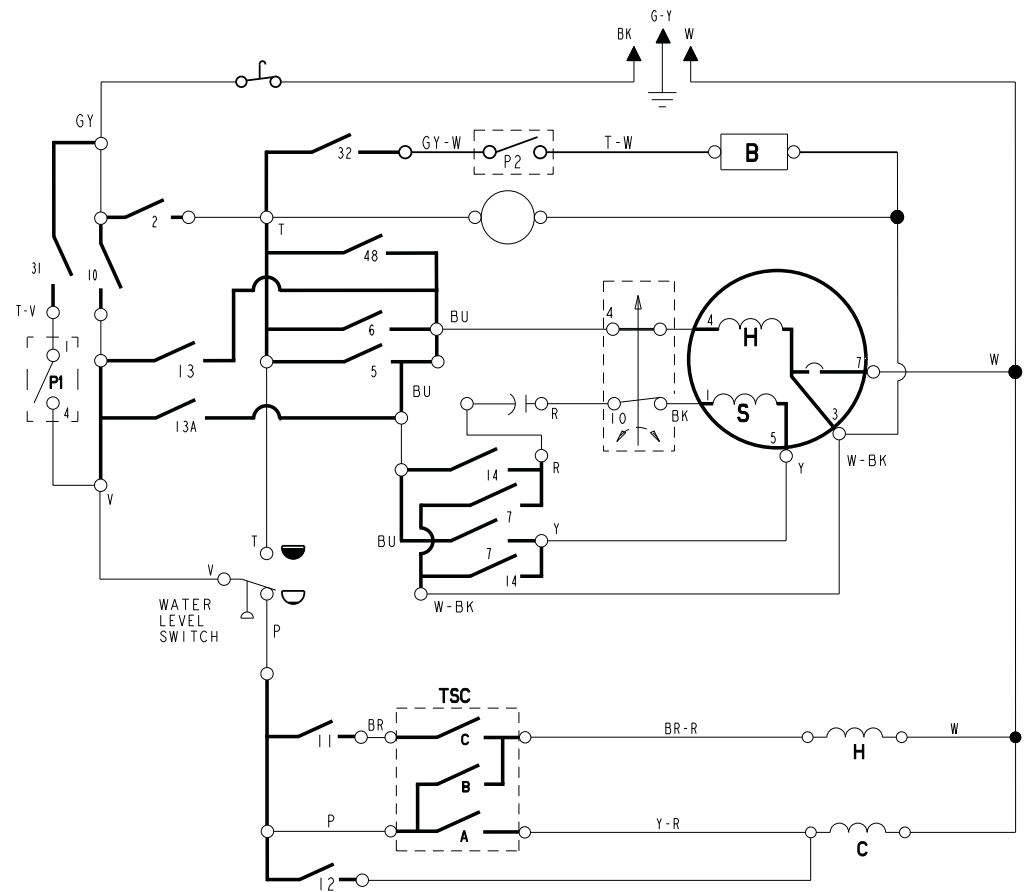 G-Y
BK
W
GY
32
GY-W
P2
T-W
B
2
T
48
31
10
T-V
BU
4
4
H
6
13
5
1
P1
4
7
W
BU
1
S
13A
R
10
BK
3
5
R
14
Y
W-BK
V
7
BU
Y
7
14
T
V
W-BK
WATER
LEVEL
SWITCH
P
TSC
11
BR
C
BR-R
H
W
B
P
A
Y-R
C
12